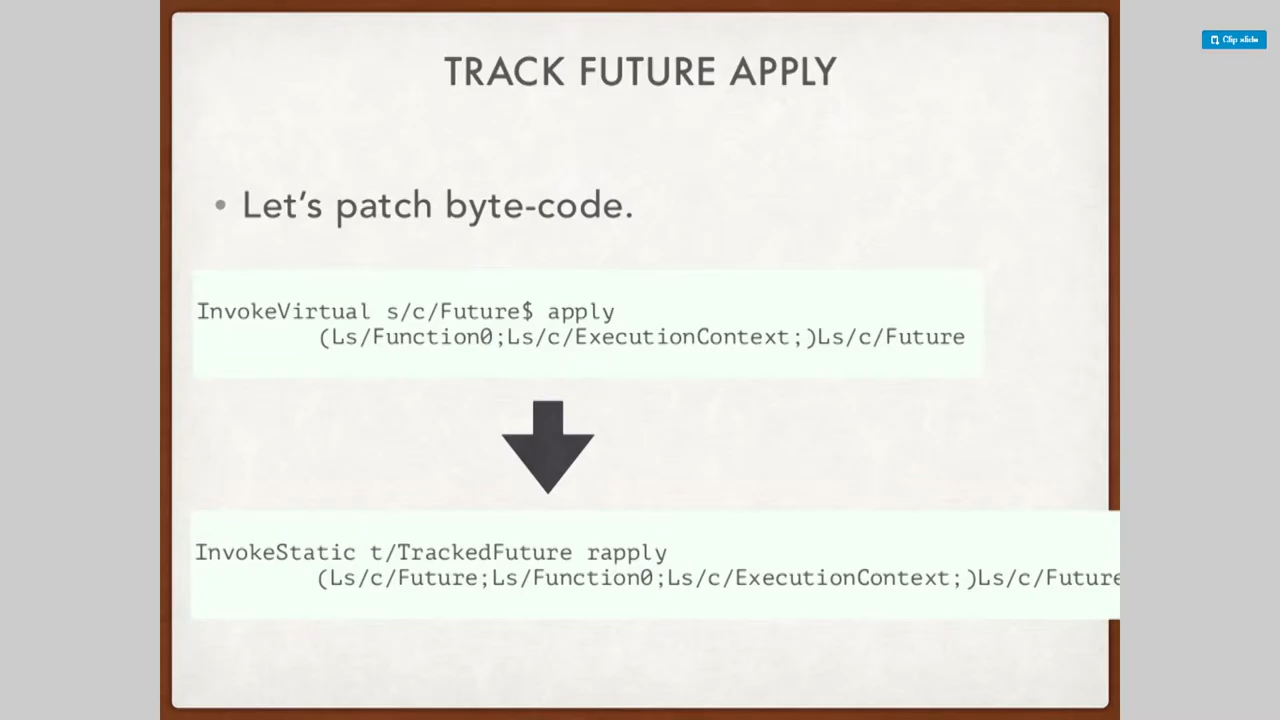 Clip slide
TRACK FUTURE APPLY
• Let's patch byte-code.
InvokeVirtual s/c/Future$ apply
(Ls/Function0;Ls/c/ExecutionContext;)Ls/c/Future
InvokeStatic t/TrackedFuture rapply
(Ls/c/Future;Ls/Function0;Ls/c/ExecutionContext;)Ls/c/Future